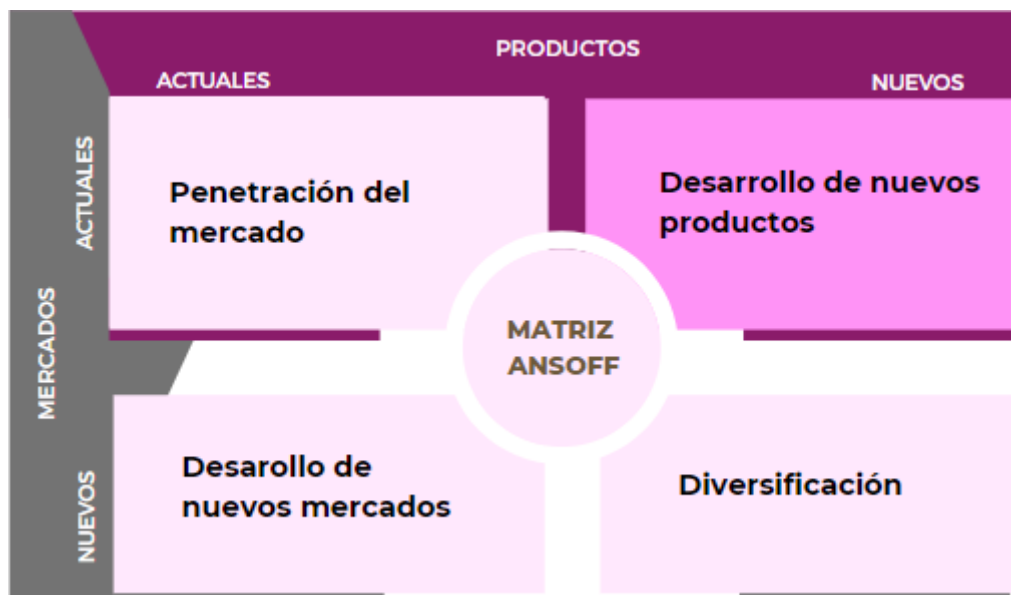 PRODUCTOS
ACTUALES
NUEVOS
MERCADOS
ACTUALES
Penetración del
mercado
Desarrollo de nuevos
productos
MATRIZ
ANSOFF
NUEVOS
Desarollo de
nuevos mercados
Diversificación